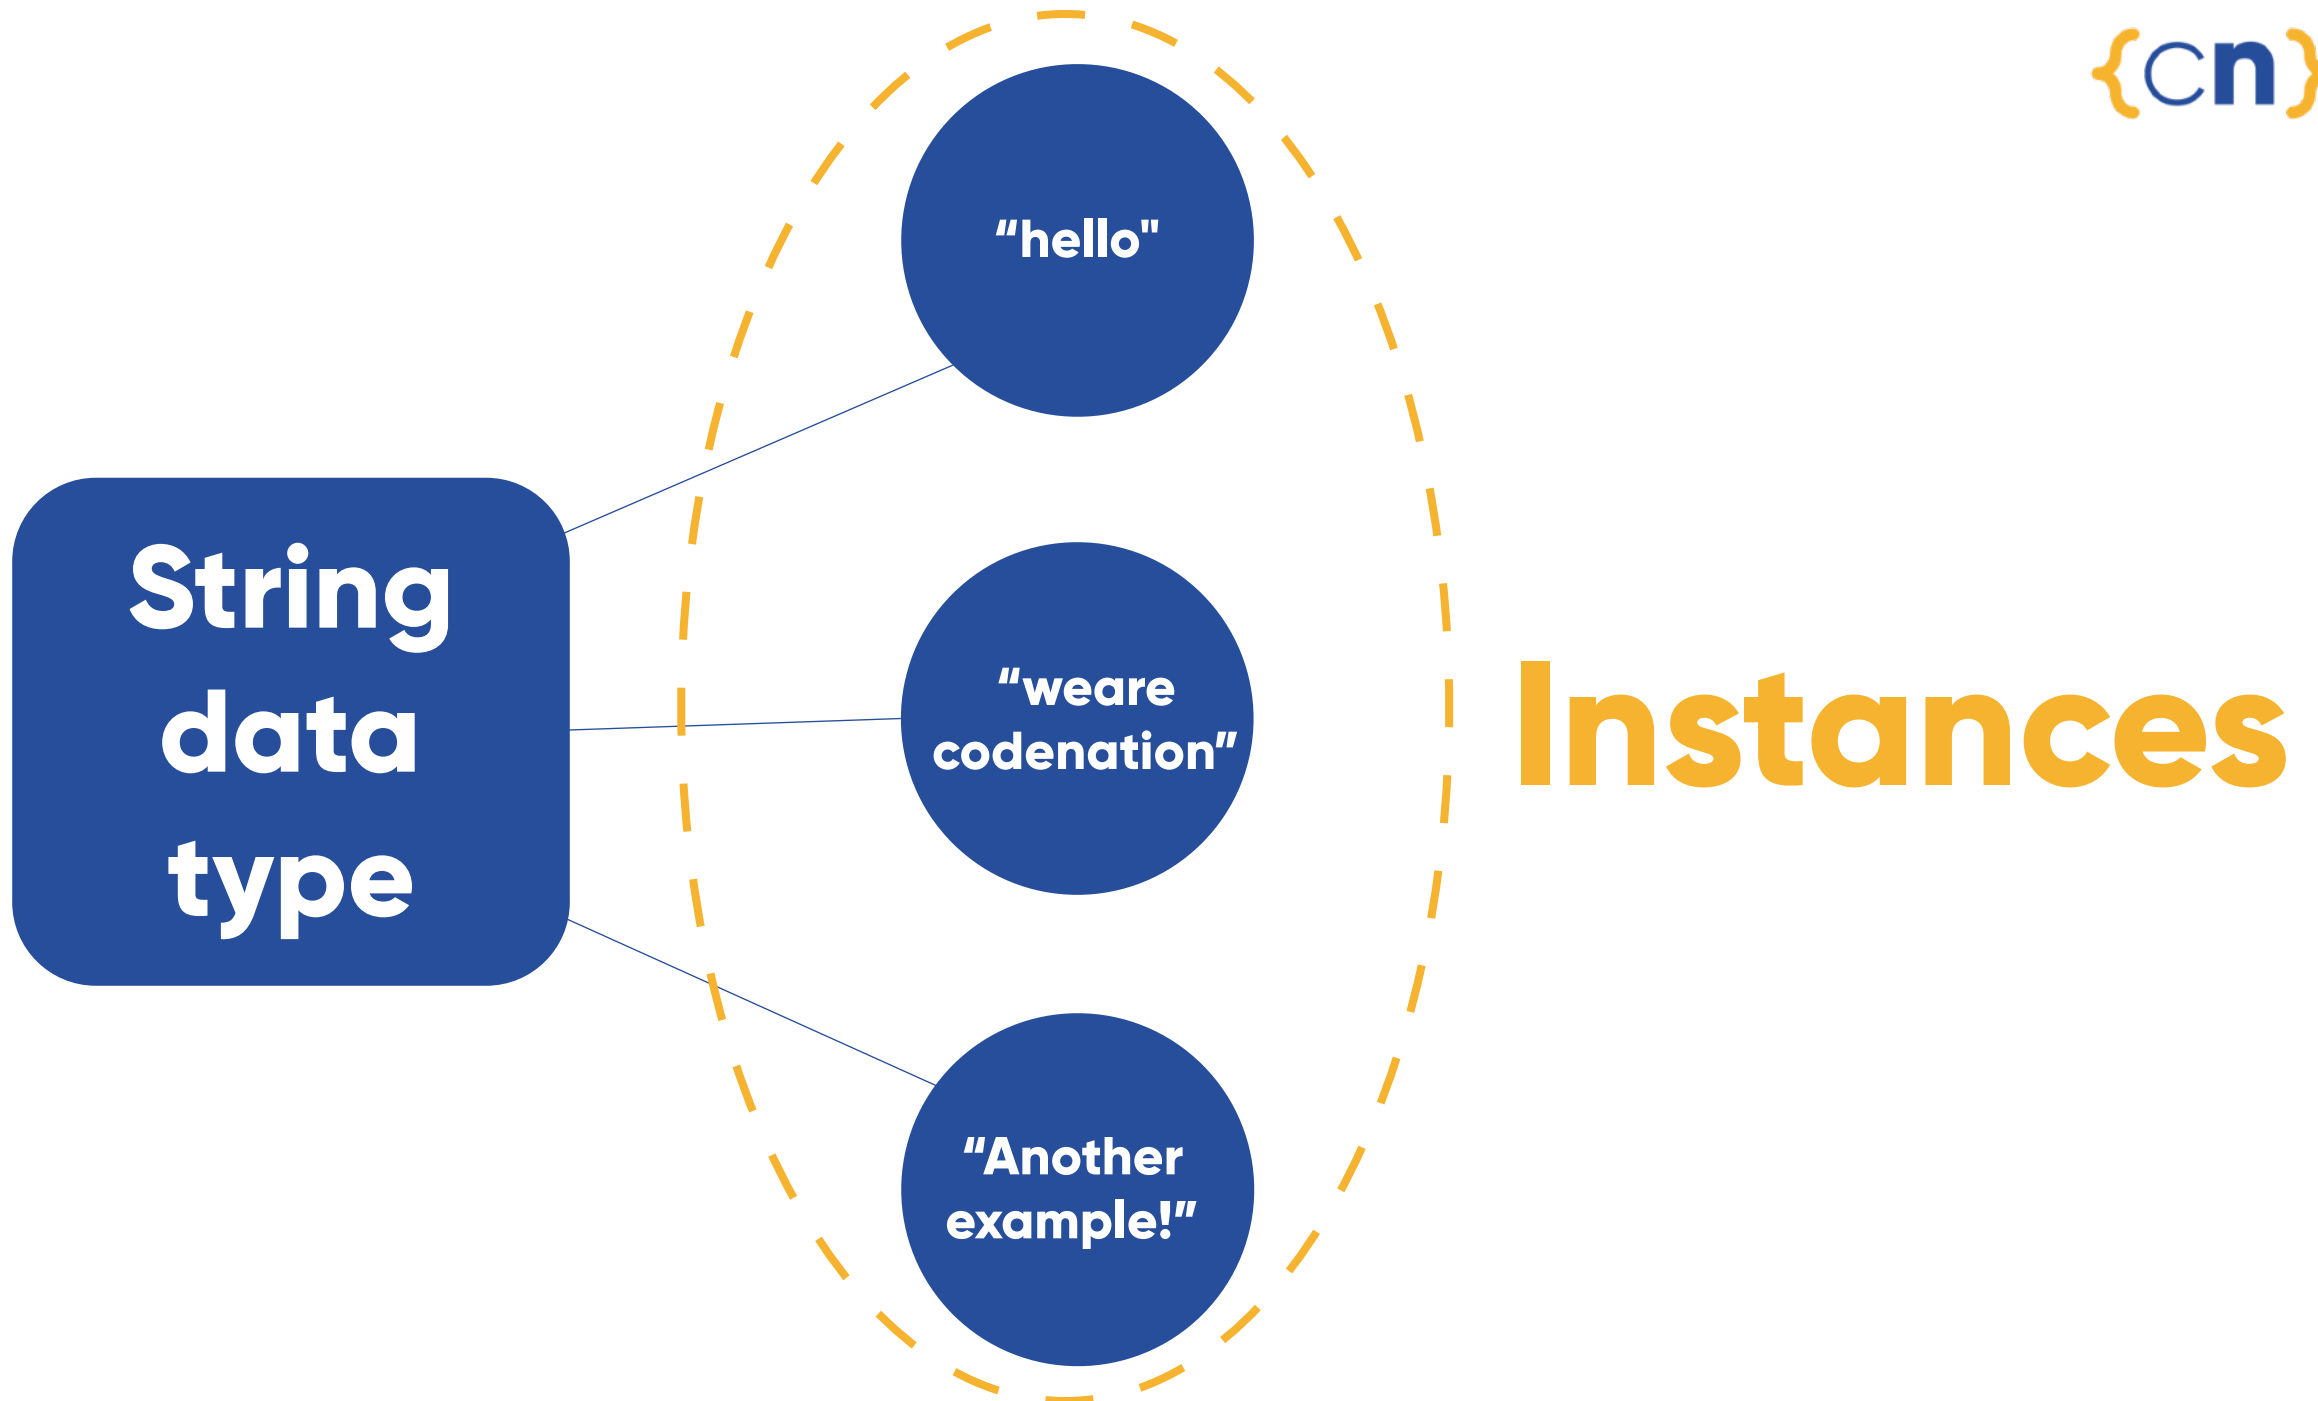 {cn}
“hello"
String
data
type
“weare
codenation”
Instances
“Another
example!”